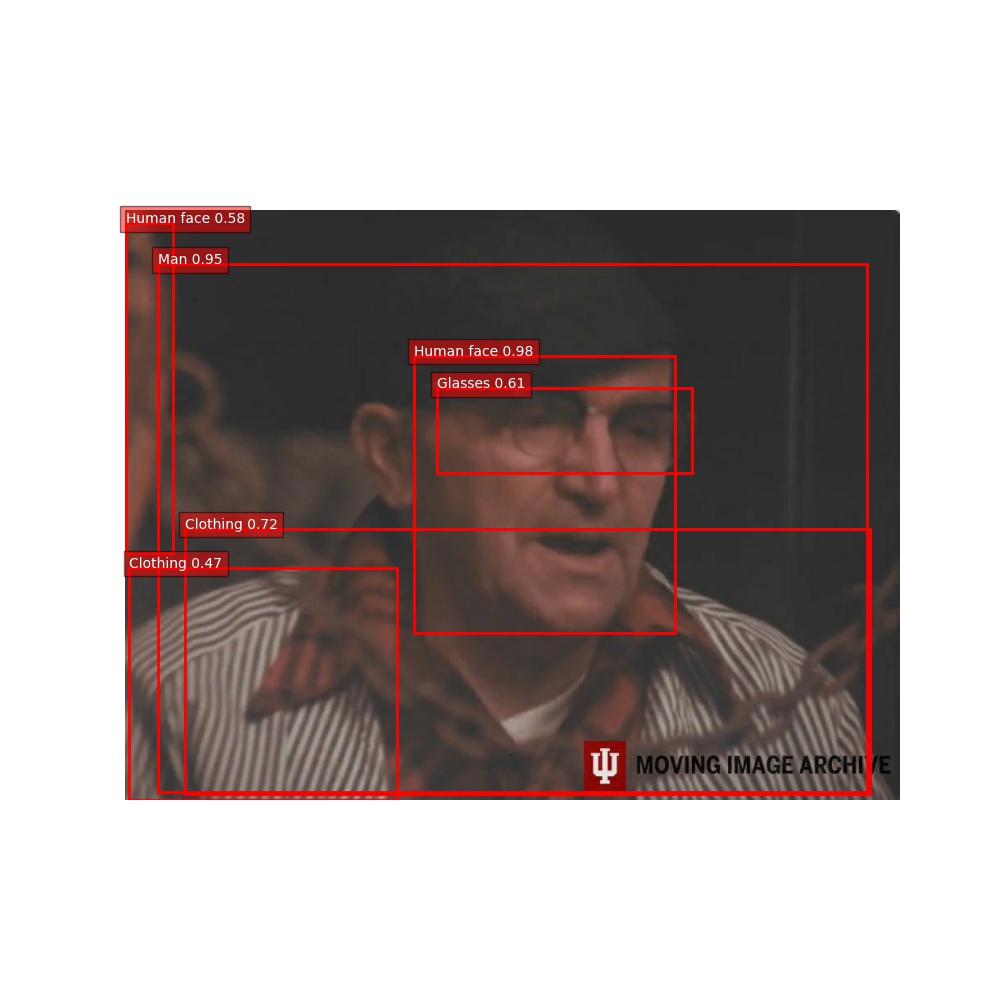 Human face 0.58
Man 0.95
Human face 0.98
Glasses 0.61
Clothing 0.72
Clothing 0.47
MOVING IMAGE ARCHIVE